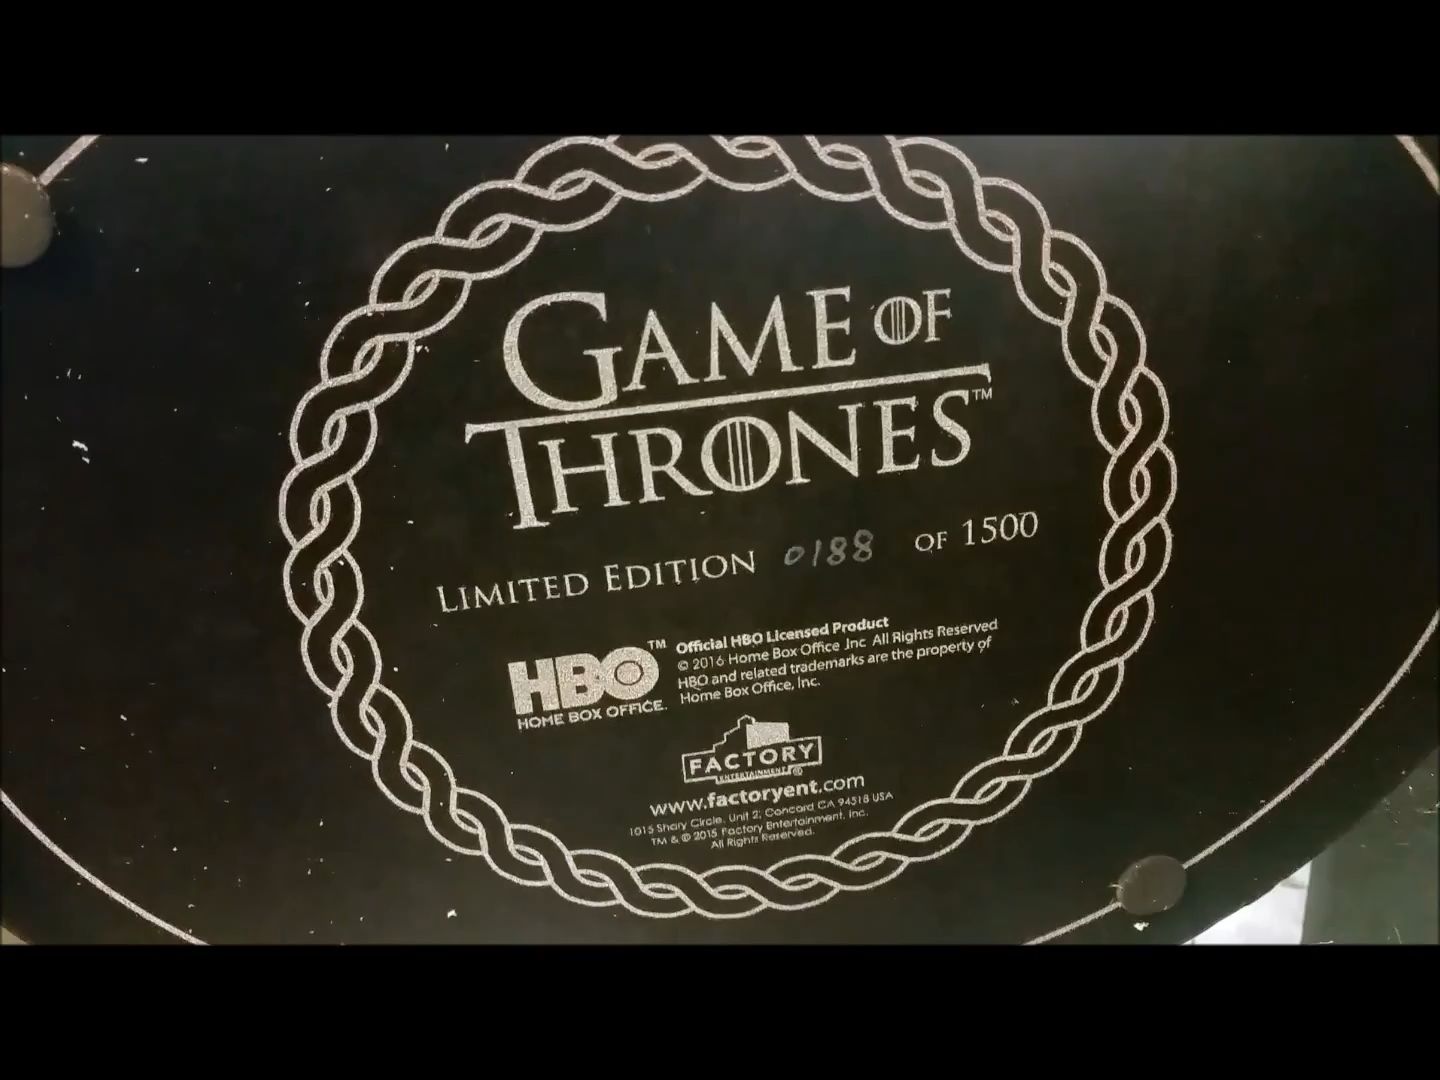 GAME OF
THRONES™
LIMITED EDITION 0188 OF 1500
HBO™
HOME BOX OFFICE.
Official HBO Licensed Product
© 2016 Home Box Office Inc All Rights Reserved
HBO and related trademarks are the property of
Home Box Office, Inc.
FACTORY
ENTERTAINMENT®
www.factoryent.com
1015 Shary Circle, Unit 2, Concord CA 94518 USA
TM & © 2015 Factory Entertainment, Inc.
All Rights Reserved.